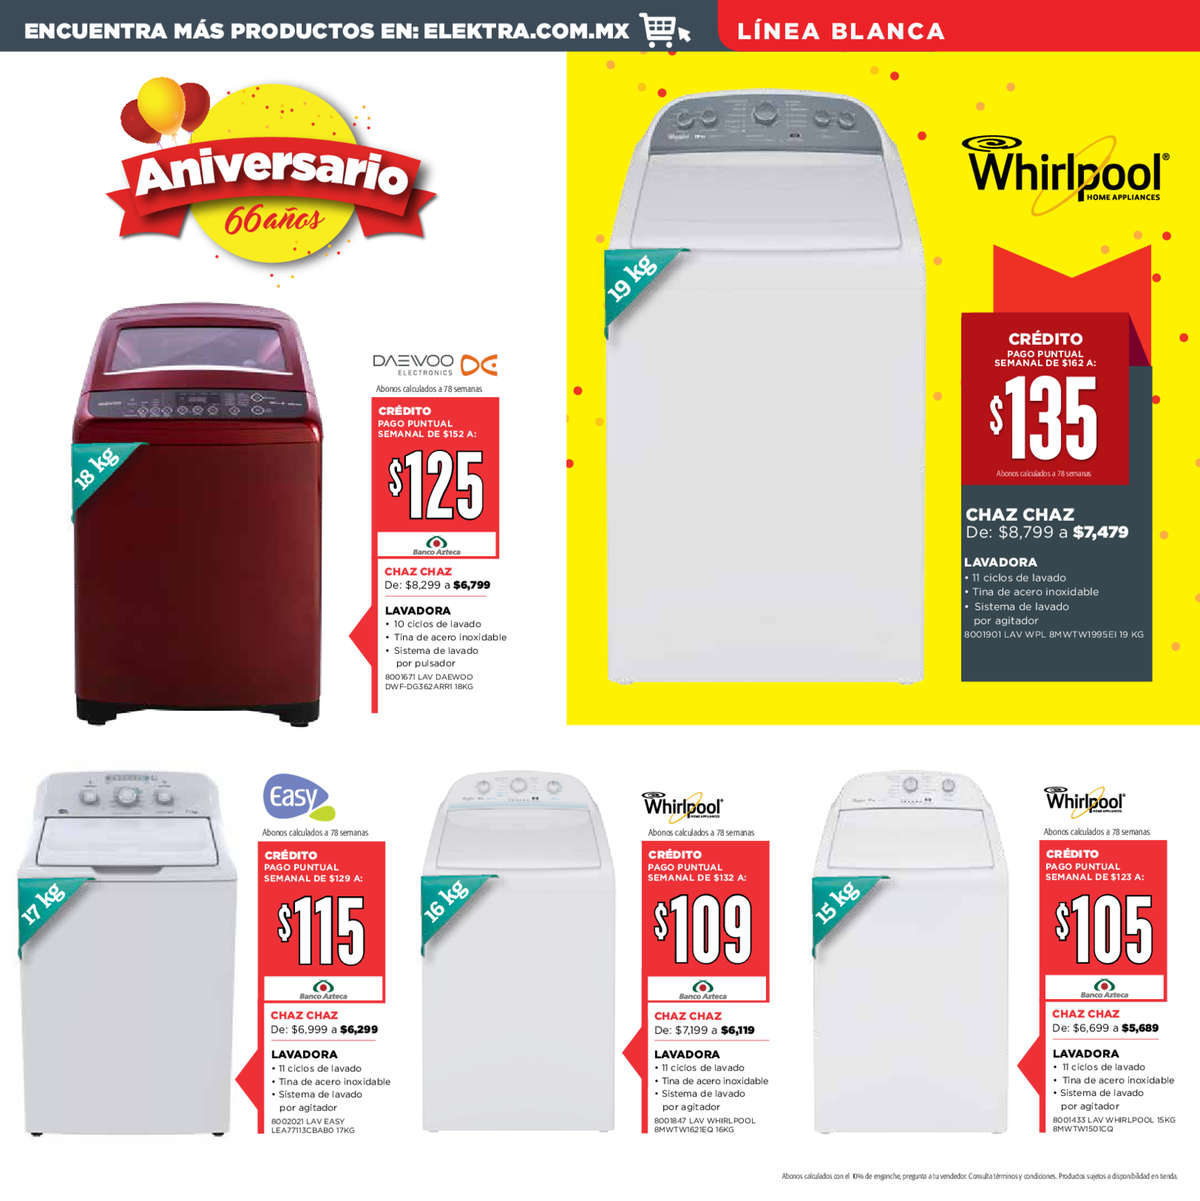 ENCUENTRA MÁS PRODUCTOS EN: ELEKTRA.COM.MX
LÍNEA BLANCA
Aniversario
66 años
Whirlpool®
HOME APPLIANCES
19 kg
CRÉDITO
PAGO PUNTUAL
SEMANAL DE $162 A:
$135
Abonos calculados a 78 semanas
CHAZ CHAZ
De: $8,799 a $7,479
LAVADORA
• 11 ciclos de lavado
• Tina de acero inoxidable
• Sistema de lavado
por agitador
8001901 LAV WPL 8MWTW1995EI 19 KG
18 kg
DAEWOO
ELECTRONICS
Abonos calculados a 78 semanas
CRÉDITO
PAGO PUNTUAL
SEMANAL DE $152 A:
$125
Banco Azteca
CHAZ CHAZ
De: $8,299 a $6,799
LAVADORA
• 10 ciclos de lavado
• Tina de acero inoxidable
• Sistema de lavado
por pulsador
8001671 LAV DAEWOO
DWF-DG362ARR1 18KG
17 kg
Easy
Abonos calculados a 78 semanas
CRÉDITO
PAGO PUNTUAL
SEMANAL DE $129 A:
$115
Banco Azteca
CHAZ CHAZ
De: $6,999 a $6,299
LAVADORA
• 11 ciclos de lavado
• Tina de acero inoxidable
• Sistema de lavado
por agitador
8002021 LAV EASY
LEA77113CBAB0 17KG
16 kg
Whirlpool®
HOME APPLIANCES
Abonos calculados a 78 semanas
CRÉDITO
PAGO PUNTUAL
SEMANAL DE $132 A:
$109
Banco Azteca
CHAZ CHAZ
De: $7,199 a $6,119
LAVADORA
• 11 ciclos de lavado
• Tina de acero inoxidable
• Sistema de lavado
por agitador
8001847 LAV WHIRLPOOL
8MWTW1621EQ 16KG
15 kg
Whirlpool®
HOME APPLIANCES
Abonos calculados a 78 semanas
CRÉDITO
PAGO PUNTUAL
SEMANAL DE $123 A:
$105
Banco Azteca
CHAZ CHAZ
De: $6,699 a $5,689
LAVADORA
• 11 ciclos de lavado
• Tina de acero inoxidable
• Sistema de lavado
por agitador
8001433 LAV WHIRLPOOL 15KG
8MWTW1501CQ
Abonos calculados con el 10% de enganche, pregunta a tu vendedor. Consulta términos y condiciones. Productos sujetos a disponibilidad en tienda.